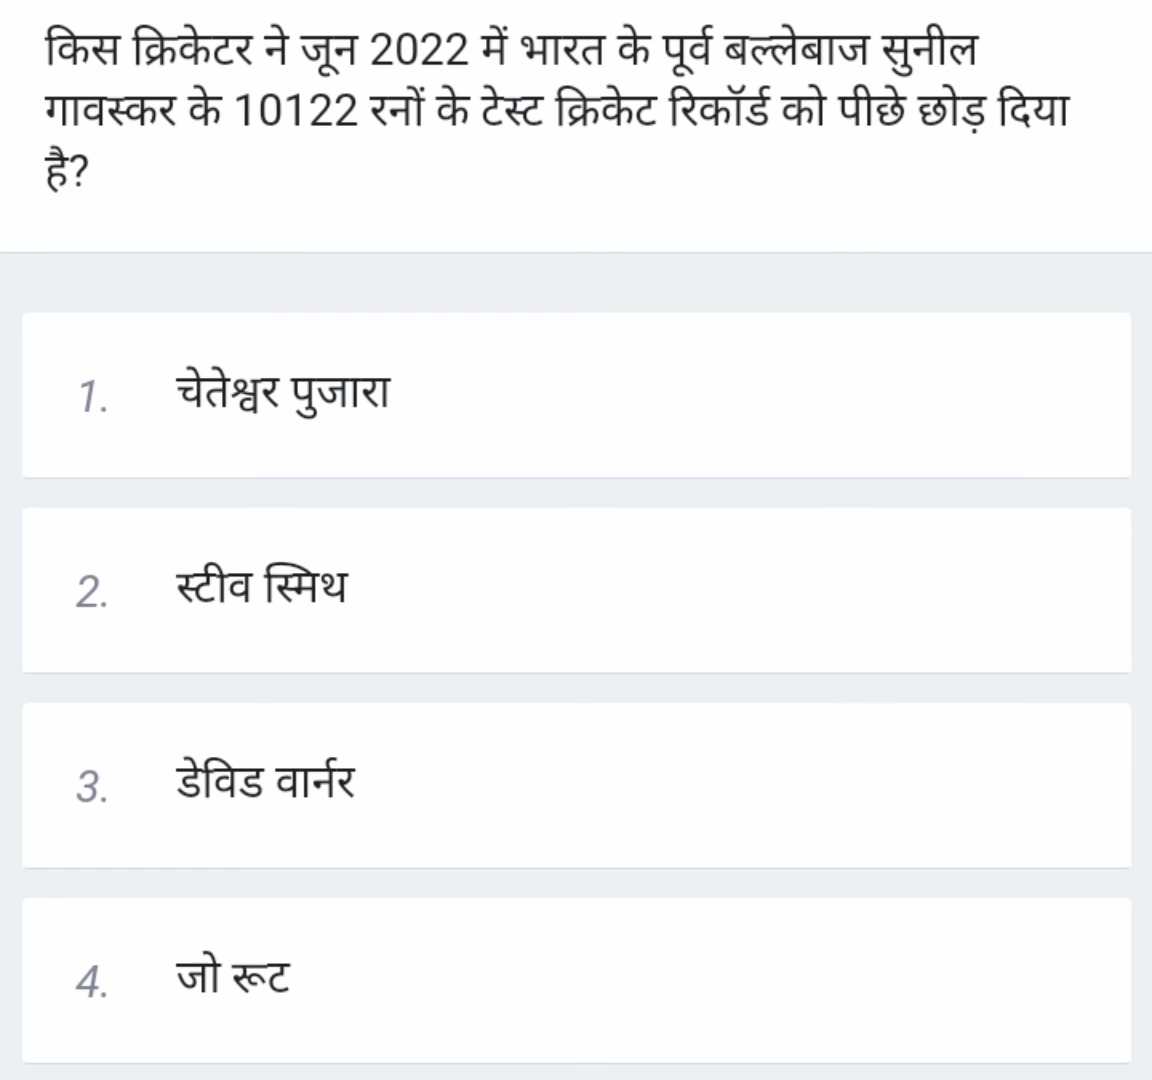 किस क्रिकेटर ने जून 2022 में भारत के पूर्व बल्लेबाज सुनील
गावस्कर के 10122 रनों के टेस्ट क्रिकेट रिकॉर्ड को पीछे छोड़ दिया
है?
1. चेतेश्वर पुजारा
2. स्टीव स्मिथ
3. डेविड वार्नर
4. जो रूट